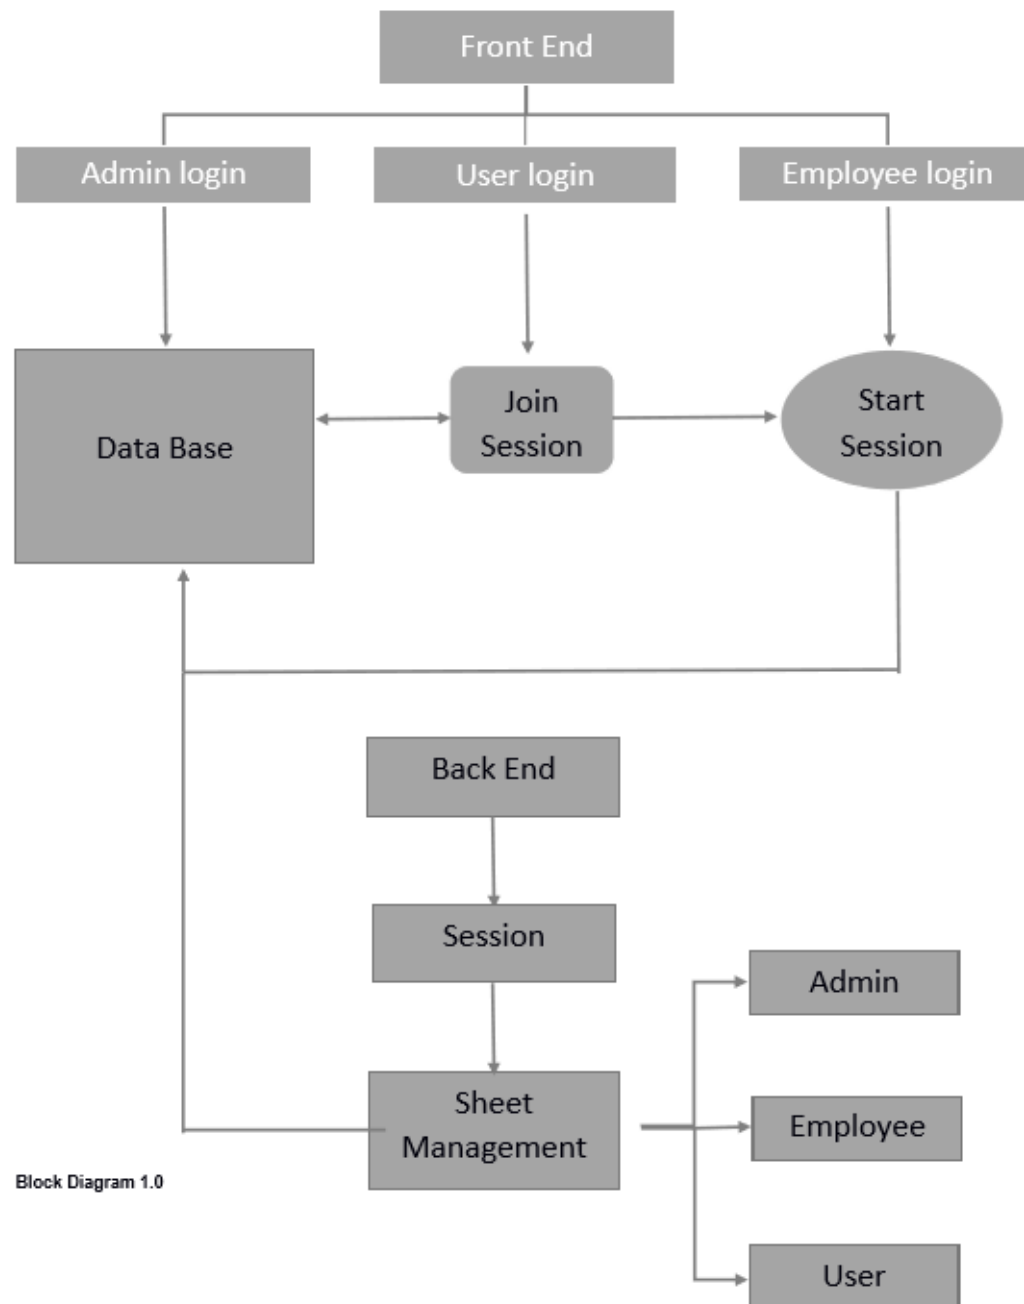 Front End
Admin login
User login
Employee login
Data Base
Join
Session
Start
Session
Back End
Session
Sheet
Management
Admin
Employee
User
Block Diagram 1.0